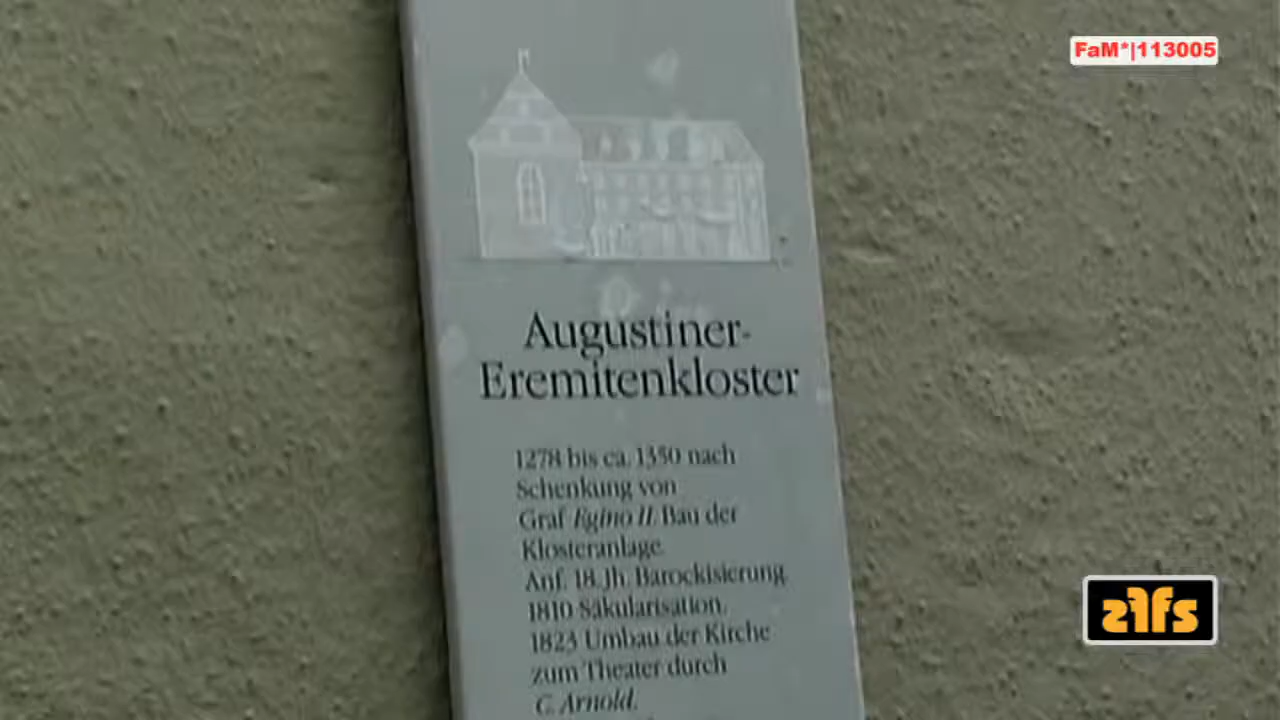 FaM*|113005
Augustiner-
Eremitenkloster
1278 bis ca. 1350 nach
Schenkung von
Graf Egino II. Bau der
Klosteranlage.
Anf. 18. Jh. Barockisierung.
1810 Säkularisation.
1823 Umbau der Kirche
zum Theater durch
C. Arnold.
zffs